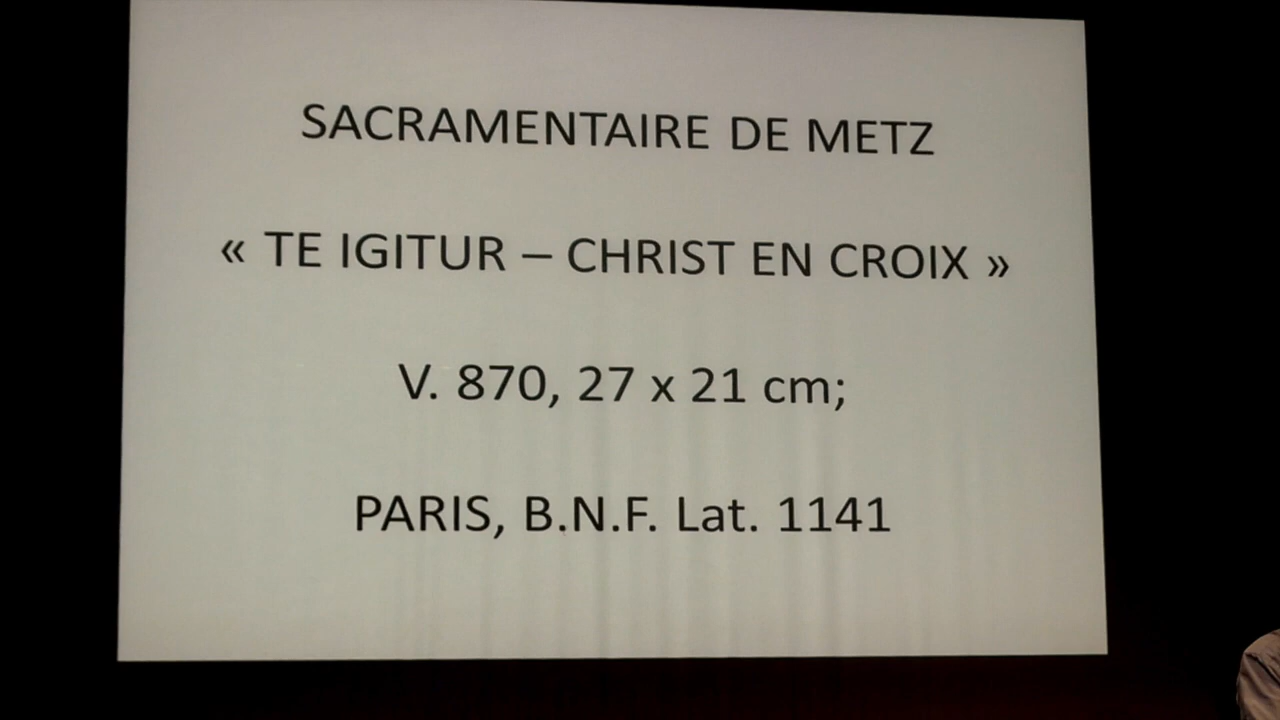 SACRAMENTAIRE DE METZ
« TE IGITUR – CHRIST EN CROIX »
V. 870, 27 x 21 cm;
PARIS, B.N.F. Lat. 1141